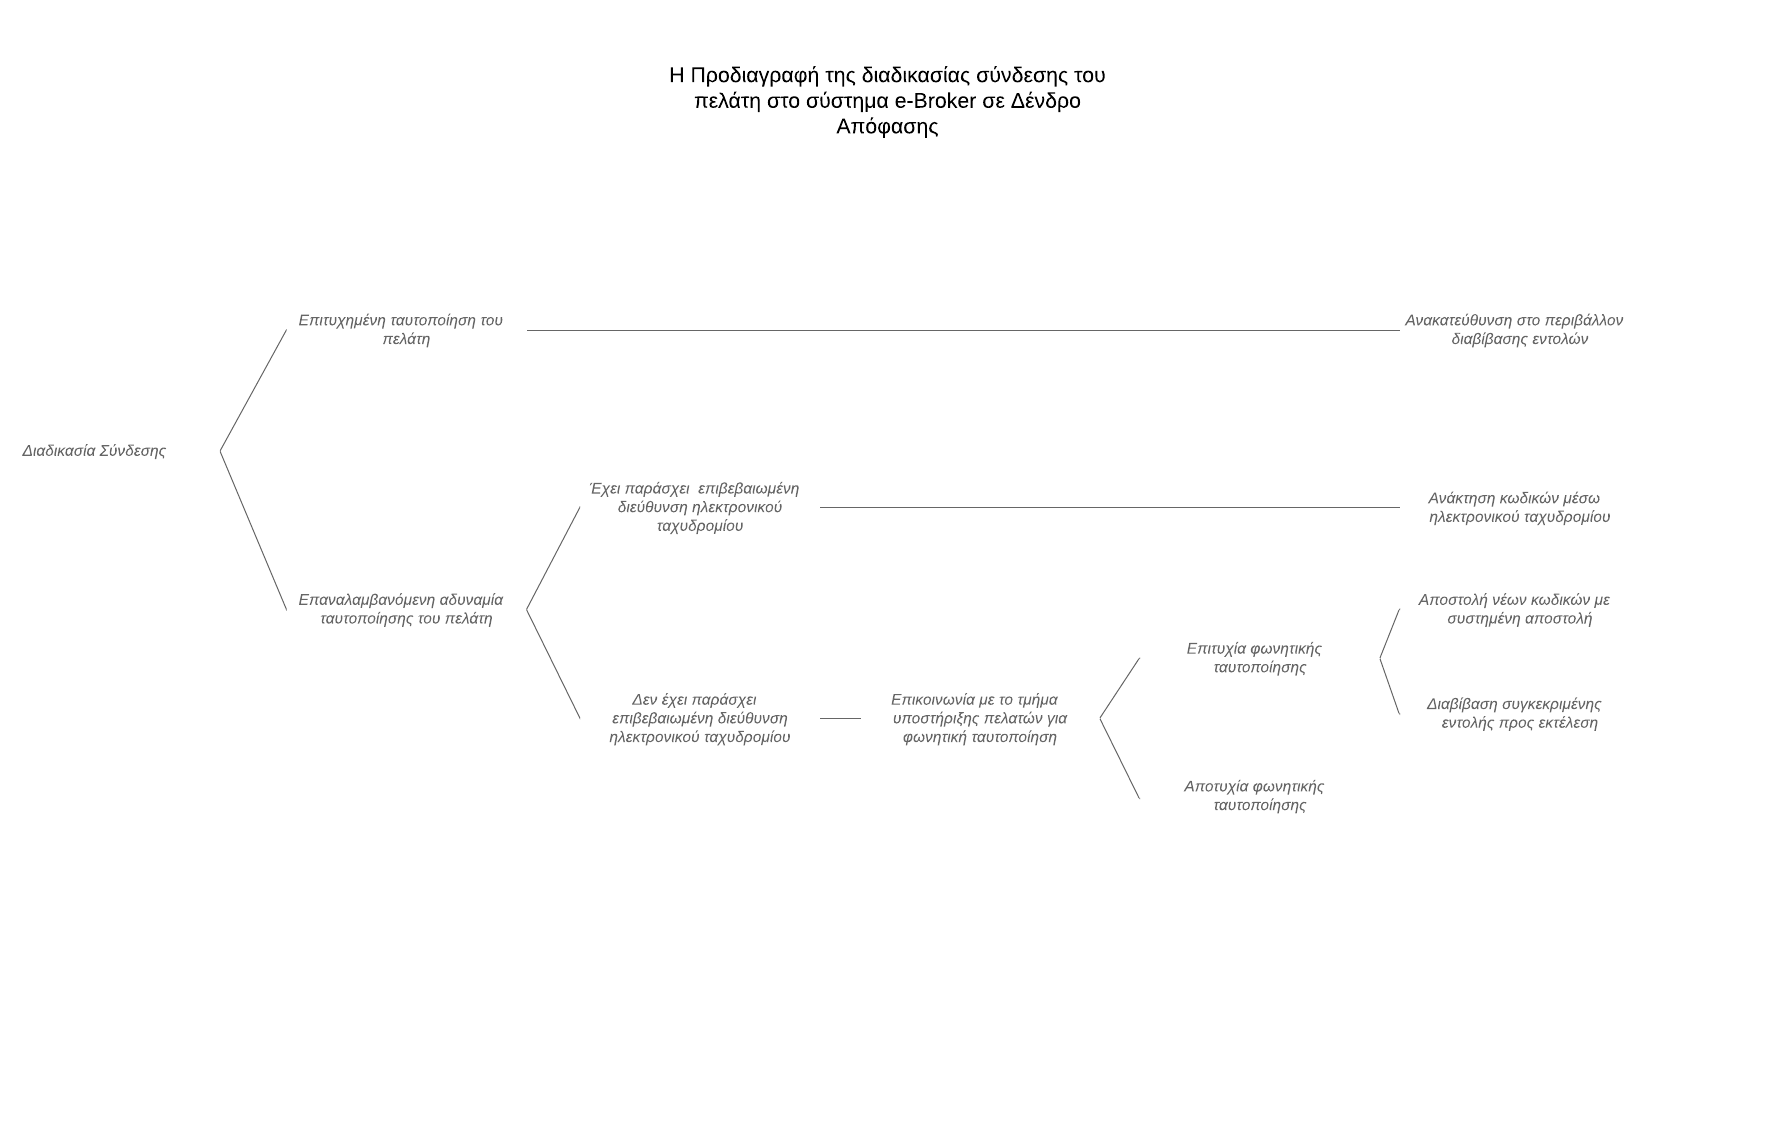 Η Προδιαγραφή της διαδικασίας σύνδεσης του
πελάτη στο σύστημα e-Broker σε Δένδρο
Απόφασης
Επιτυχημένη ταυτοποίηση του
πελάτη
Ανακατεύθυνση στο περιβάλλον
διαβίβασης εντολών
Διαδικασία Σύνδεσης
Έχει παράσχει  επιβεβαιωμένη
διεύθυνση ηλεκτρονικού
ταχυδρομίου
Ανάκτηση κωδικών μέσω
ηλεκτρονικού ταχυδρομίου
Επαναλαμβανόμενη αδυναμία
ταυτοποίησης του πελάτη
Αποστολή νέων κωδικών με
συστημένη αποστολή
Επιτυχία φωνητικής
ταυτοποίησης
Δεν έχει παράσχει
επιβεβαιωμένη διεύθυνση
ηλεκτρονικού ταχυδρομίου
Επικοινωνία με το τμήμα
υποστήριξης πελατών για
φωνητική ταυτοποίηση
Διαβίβαση συγκεκριμένης
εντολής προς εκτέλεση
Αποτυχία φωνητικής
ταυτοποίησης